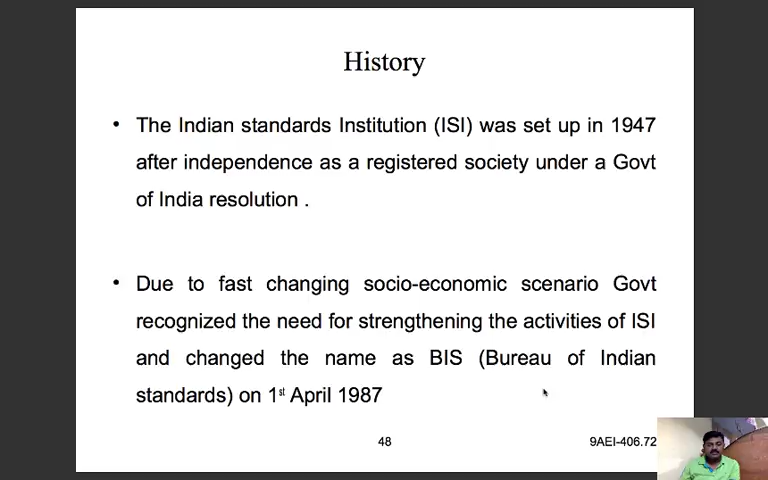 History
• The Indian standards Institution (ISI) was set up in 1947
after independence as a registered society under a Govt
of India resolution .
• Due to fast changing socio-economic scenario Govt
recognized the need for strengthening the activities of ISI
and changed the name as BIS (Bureau of Indian
standards) on 1st April 1987
48
9AEI-406.72